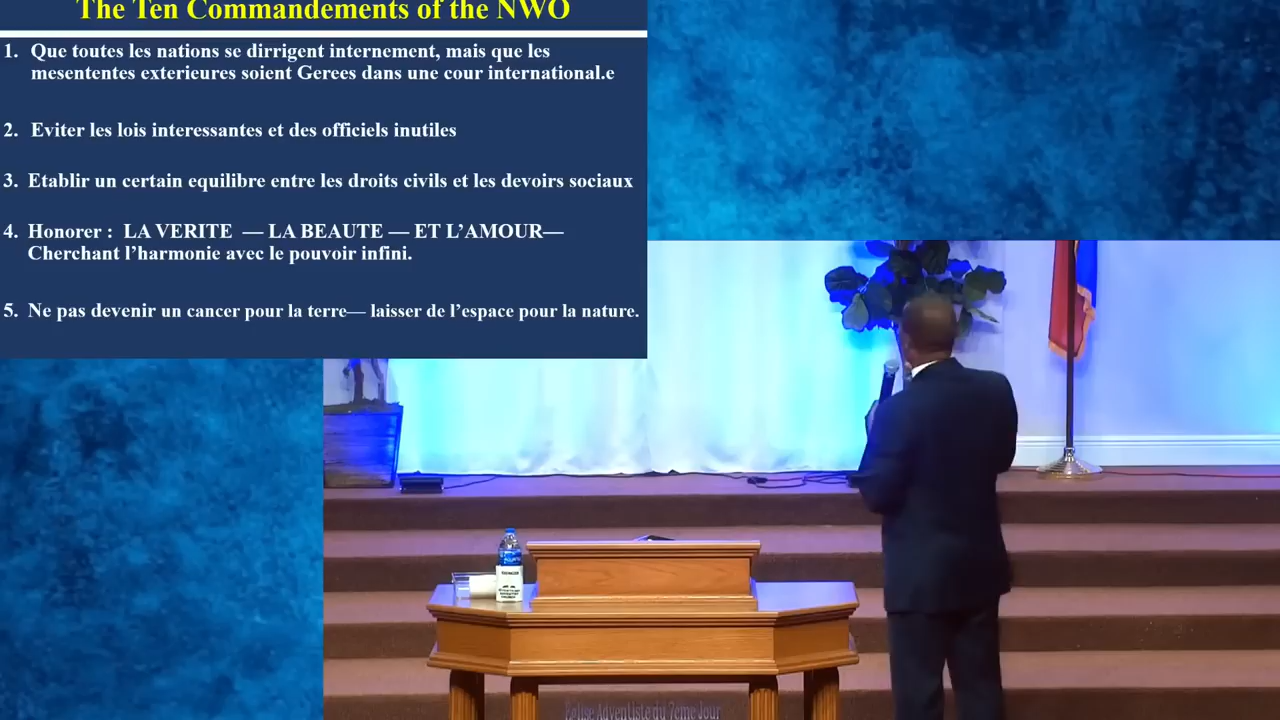 The Ten Commandements of the NWO
1. Que toutes les nations se dirrigent internement, mais que les
mesententes exterieures soient Gerees dans une cour international.e
2. Eviter les lois interessantes et des officiels inutiles
3. Etablir un certain equilibre entre les droits civils et les devoirs sociaux
4. Honorer : LA VERITE — LA BEAUTE — ET L’AMOUR—
Cherchant l’harmonie avec le pouvoir infini.
5. Ne pas devenir un cancer pour la terre— laisser de l’espace pour la nature.
Eglise Adventiste du 7eme Jour